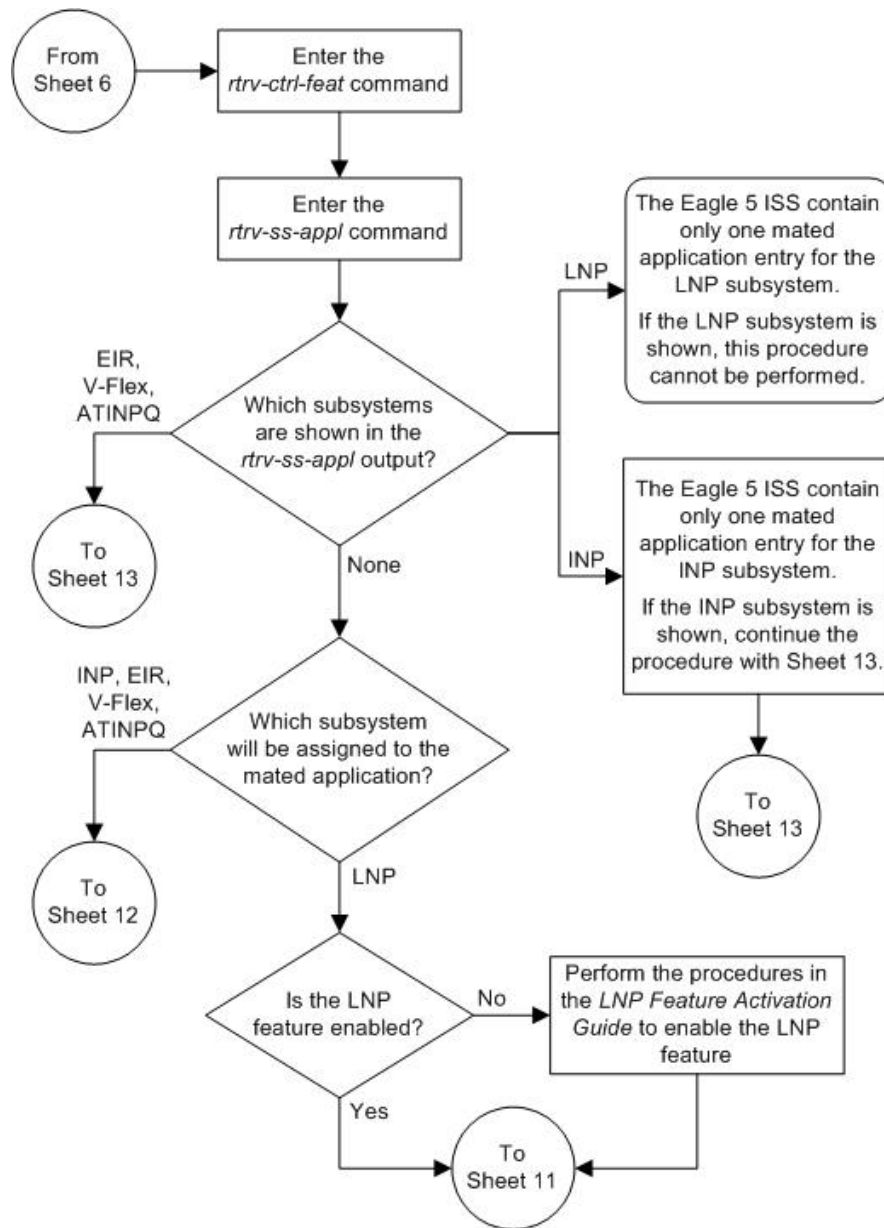 From
Sheet 6
Enter the
rtrv-ctrl-feat command
Enter the
rtrv-ss-appl command
The Eagle 5 ISS contain
only one mated
application entry for the
LNP subsystem.
If the LNP subsystem is
shown, this procedure
cannot be performed.
LNP
EIR,
V-Flex,
ATINPQ
Which subsystems
are shown in the
rtrv-ss-appl output?
The Eagle 5 ISS contain
only one mated
application entry for the
INP subsystem.
If the INP subsystem is
shown, continue the
procedure with Sheet 13.
INP
To
Sheet 13
None
INP, EIR,
V-Flex,
ATINPQ
Which subsystem
will be assigned to the
mated application?
To
Sheet 13
To
Sheet 12
LNP
Is the LNP
feature enabled?
No
Perform the procedures in
the LNP Feature Activation
Guide to enable the LNP
feature
Yes
To
Sheet 11